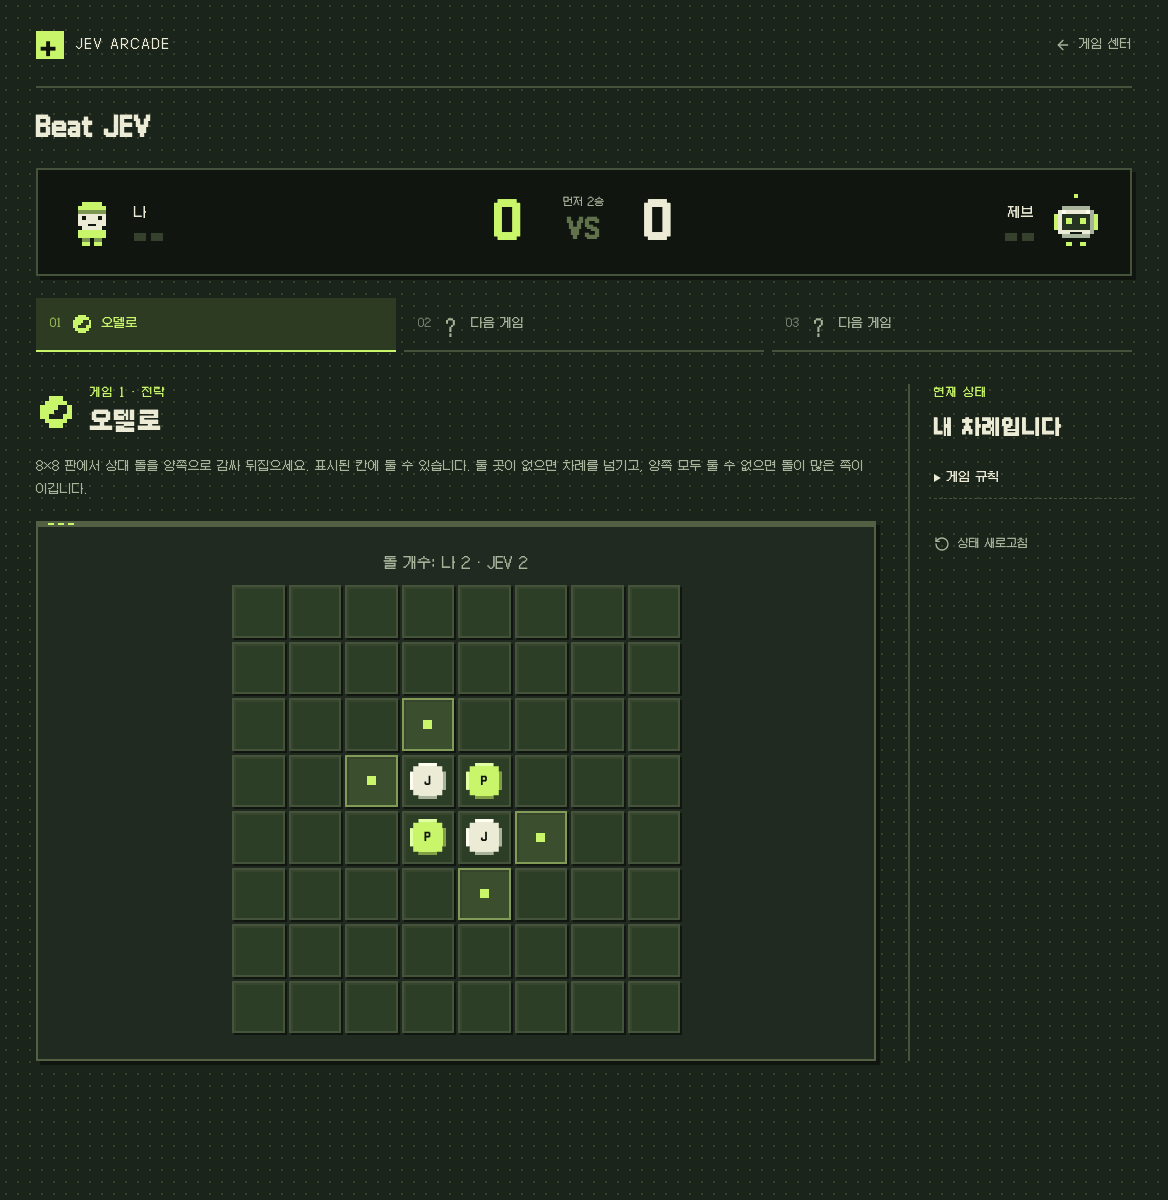 JEV ARCADE
← 게임 센터
Beat JEV
나
0
먼저 2승
VS
0
제브
01 오델로
02 ? 다음 게임
03 ? 다음 게임
게임 1 · 전략
오델로
8×8 판에서 상대 돌을 양쪽으로 감싸 뒤집으세요. 표시된 칸에 둘 수 있습니다. 둘 곳이 없으면 차례를 넘기고, 양쪽 모두 둘 수 없으면 돌이 많은 쪽이
이깁니다.
현재 상태
내 차례입니다
▶ 게임 규칙
상태 새로고침
돌 개수: 나 2 · JEV 2
J P
P J